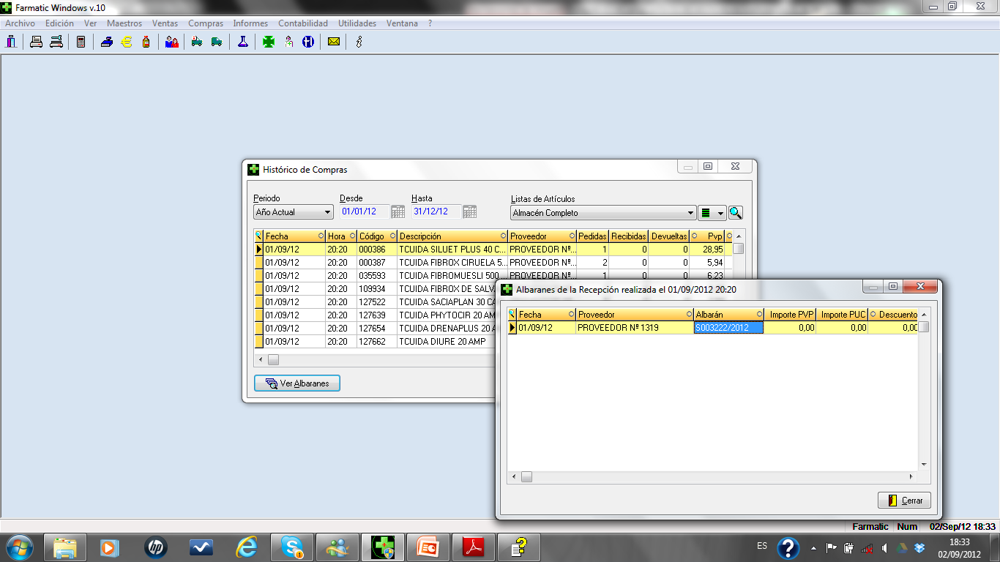 Farmatic Windows v.10
Archivo Edición Ver Maestros Ventas Compras Informes Contabilidad Utilidades Ventana ?
Histórico de Compras
Periodo Desde Hasta Listas de Artículos
Año Actual 01/01/12 31/12/12 Almacén Completo
Fecha Hora Código Descripción Proveedor Pedidas Recibidas Devueltas Pvp
01/09/12 20:20 000386 TCUIDA SILUET PLUS 40 C... PROVEEDOR Nº... 1 0 0 28,95
01/09/12 20:20 000387 TCUIDA FIBROX CIRUELA 5... PROVEEDOR Nº... 2 0 0 5,94
01/09/12 20:20 035593 TCUIDA FIBROMUESLI 500 ... PROVEEDOR Nº... 1 0 0 6,23
01/09/12 20:20 109934 TCUIDA FIBROX DE SALVA
01/09/12 20:20 127522 TCUIDA SACIAPLAN 30 CA
01/09/12 20:20 127639 TCUIDA PHYTOCIR 20 AM
01/09/12 20:20 127654 TCUIDA DRENAPLUS 20 A
01/09/12 20:20 127662 TCUIDA DIURE 20 AMP
Ver Albaranes
Albaranes de la Recepción realizada el 01/09/2012 20:20
Fecha Proveedor Albarán Importe PVP Importe PUC Descuento
01/09/12 PROVEEDOR Nº 1319 S003222/2012 0,00 0,00 0,00
Cerrar
Farmatic Num 02/Sep/12 18:33
ES 18:33
02/09/2012